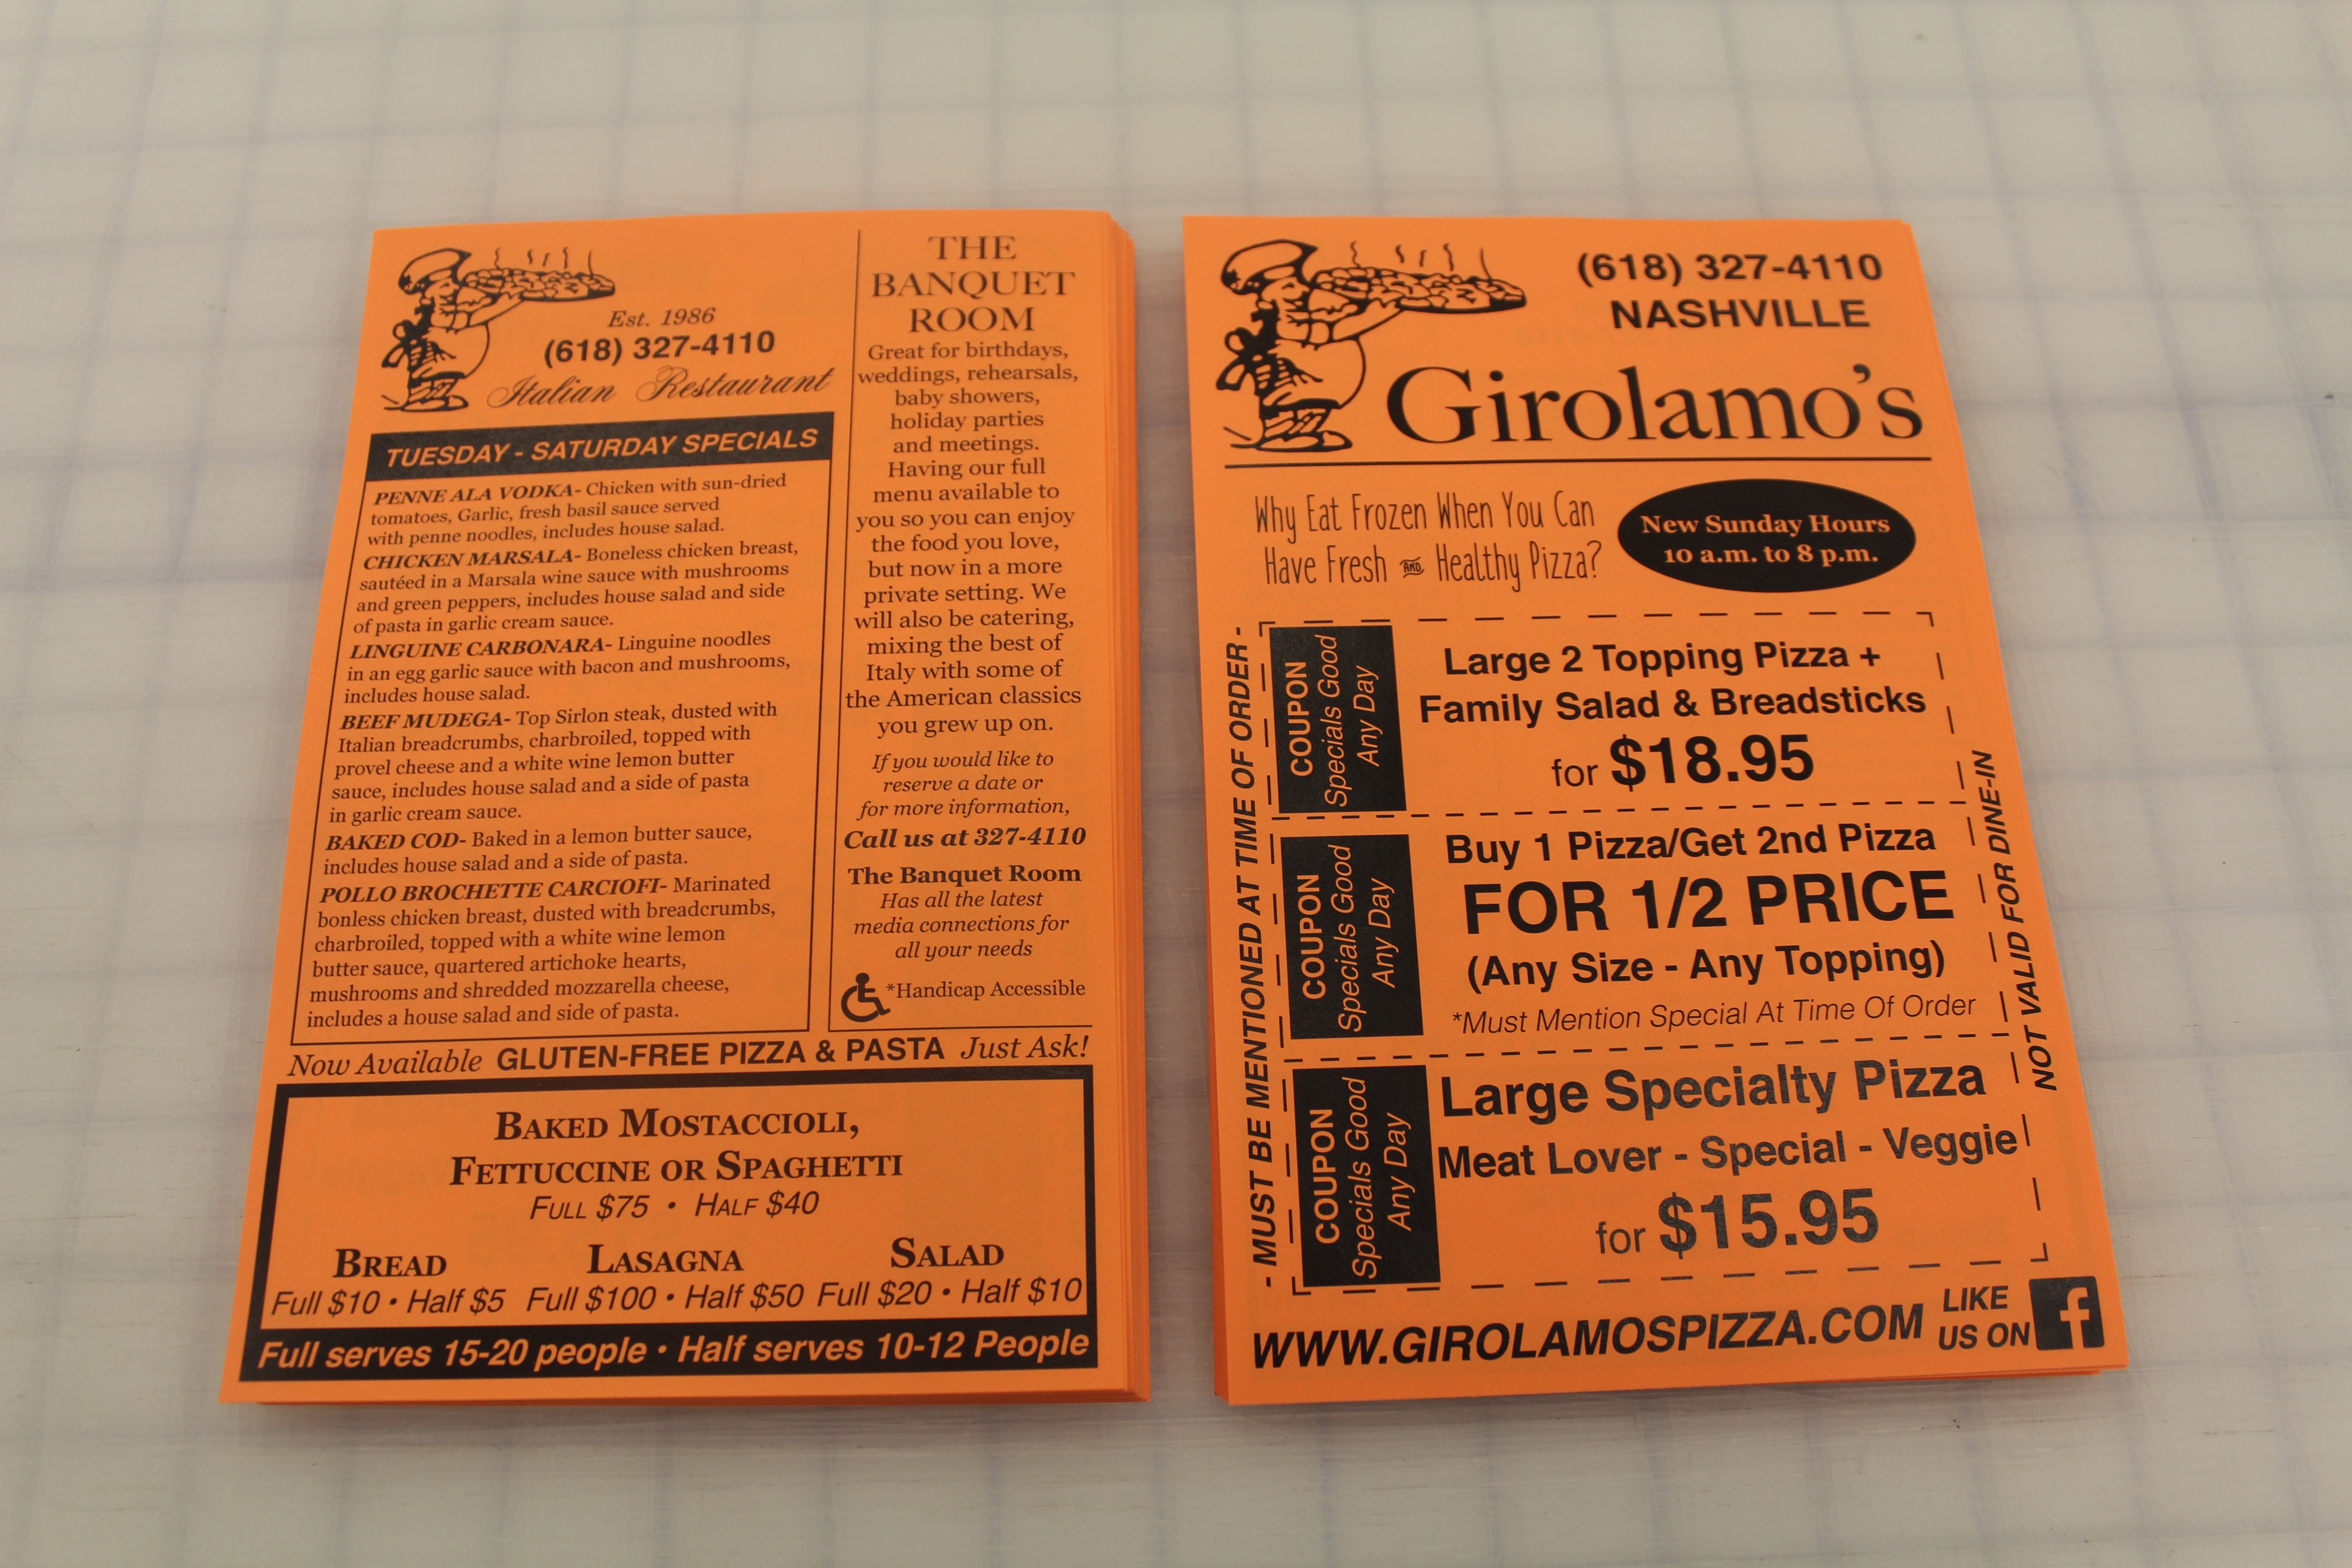 Est. 1986
(618) 327-4110
Italian Restaurant
TUESDAY - SATURDAY SPECIALS
PENNE ALA VODKA- Chicken with sun-dried
tomatoes, Garlic, fresh basil sauce served
with penne noodles, includes house salad.
CHICKEN MARSALA- Boneless chicken breast,
sautéed in a Marsala wine sauce with mushrooms
and green peppers, includes house salad and side
of pasta in garlic cream sauce.
LINGUINE CARBONARA- Linguine noodles
in an egg garlic sauce with bacon and mushrooms,
includes house salad.
BEEF MUDEGA- Top Sirlon steak, dusted with
Italian breadcrumbs, charbroiled, topped with
provel cheese and a white wine lemon butter
sauce, includes house salad and a side of pasta
in garlic cream sauce.
BAKED COD- Baked in a lemon butter sauce,
includes house salad and a side of pasta.
POLLO BROCHETTE CARCIOFI- Marinated
bonless chicken breast, dusted with breadcrumbs,
charbroiled, topped with a white wine lemon
butter sauce, quartered artichoke hearts,
mushrooms and shredded mozzarella cheese,
includes a house salad and side of pasta.
THE
BANQUET
ROOM
Great for birthdays,
weddings, rehearsals,
baby showers,
holiday parties
and meetings.
Having our full
menu available to
you so you can enjoy
the food you love,
but now in a more
private setting. We
will also be catering,
mixing the best of
Italy with some of
the American classics
you grew up on.
If you would like to
reserve a date or
for more information,
Call us at 327-4110
The Banquet Room
Has all the latest
media connections for
all your needs
*Handicap Accessible
Now Available GLUTEN-FREE PIZZA & PASTA Just Ask!
BAKED MOSTACCIOLI,
FETTUCCINE OR SPAGHETTI
FULL $75 • HALF $40
BREAD LASAGNA SALAD
Full $10 • Half $5 Full $100 • Half $50 Full $20 • Half $10
Full serves 15-20 people • Half serves 10-12 People
(618) 327-4110
NASHVILLE
Girolamo's
Why Eat Frozen When You Can
Have Fresh AND Healthy Pizza?
New Sunday Hours
10 a.m. to 8 p.m.
- MUST BE MENTIONED AT TIME OF ORDER -
COUPON
Specials Good
Any Day
Large 2 Topping Pizza +
Family Salad & Breadsticks
for $18.95
COUPON
Specials Good
Any Day
Buy 1 Pizza/Get 2nd Pizza
FOR 1/2 PRICE
(Any Size - Any Topping)
*Must Mention Special At Time Of Order
COUPON
Specials Good
Any Day
Large Specialty Pizza
Meat Lover - Special - Veggie
for $15.95
NOT VALID FOR DINE-IN
WWW.GIROLAMOSPIZZA.COM
LIKE
US ON f